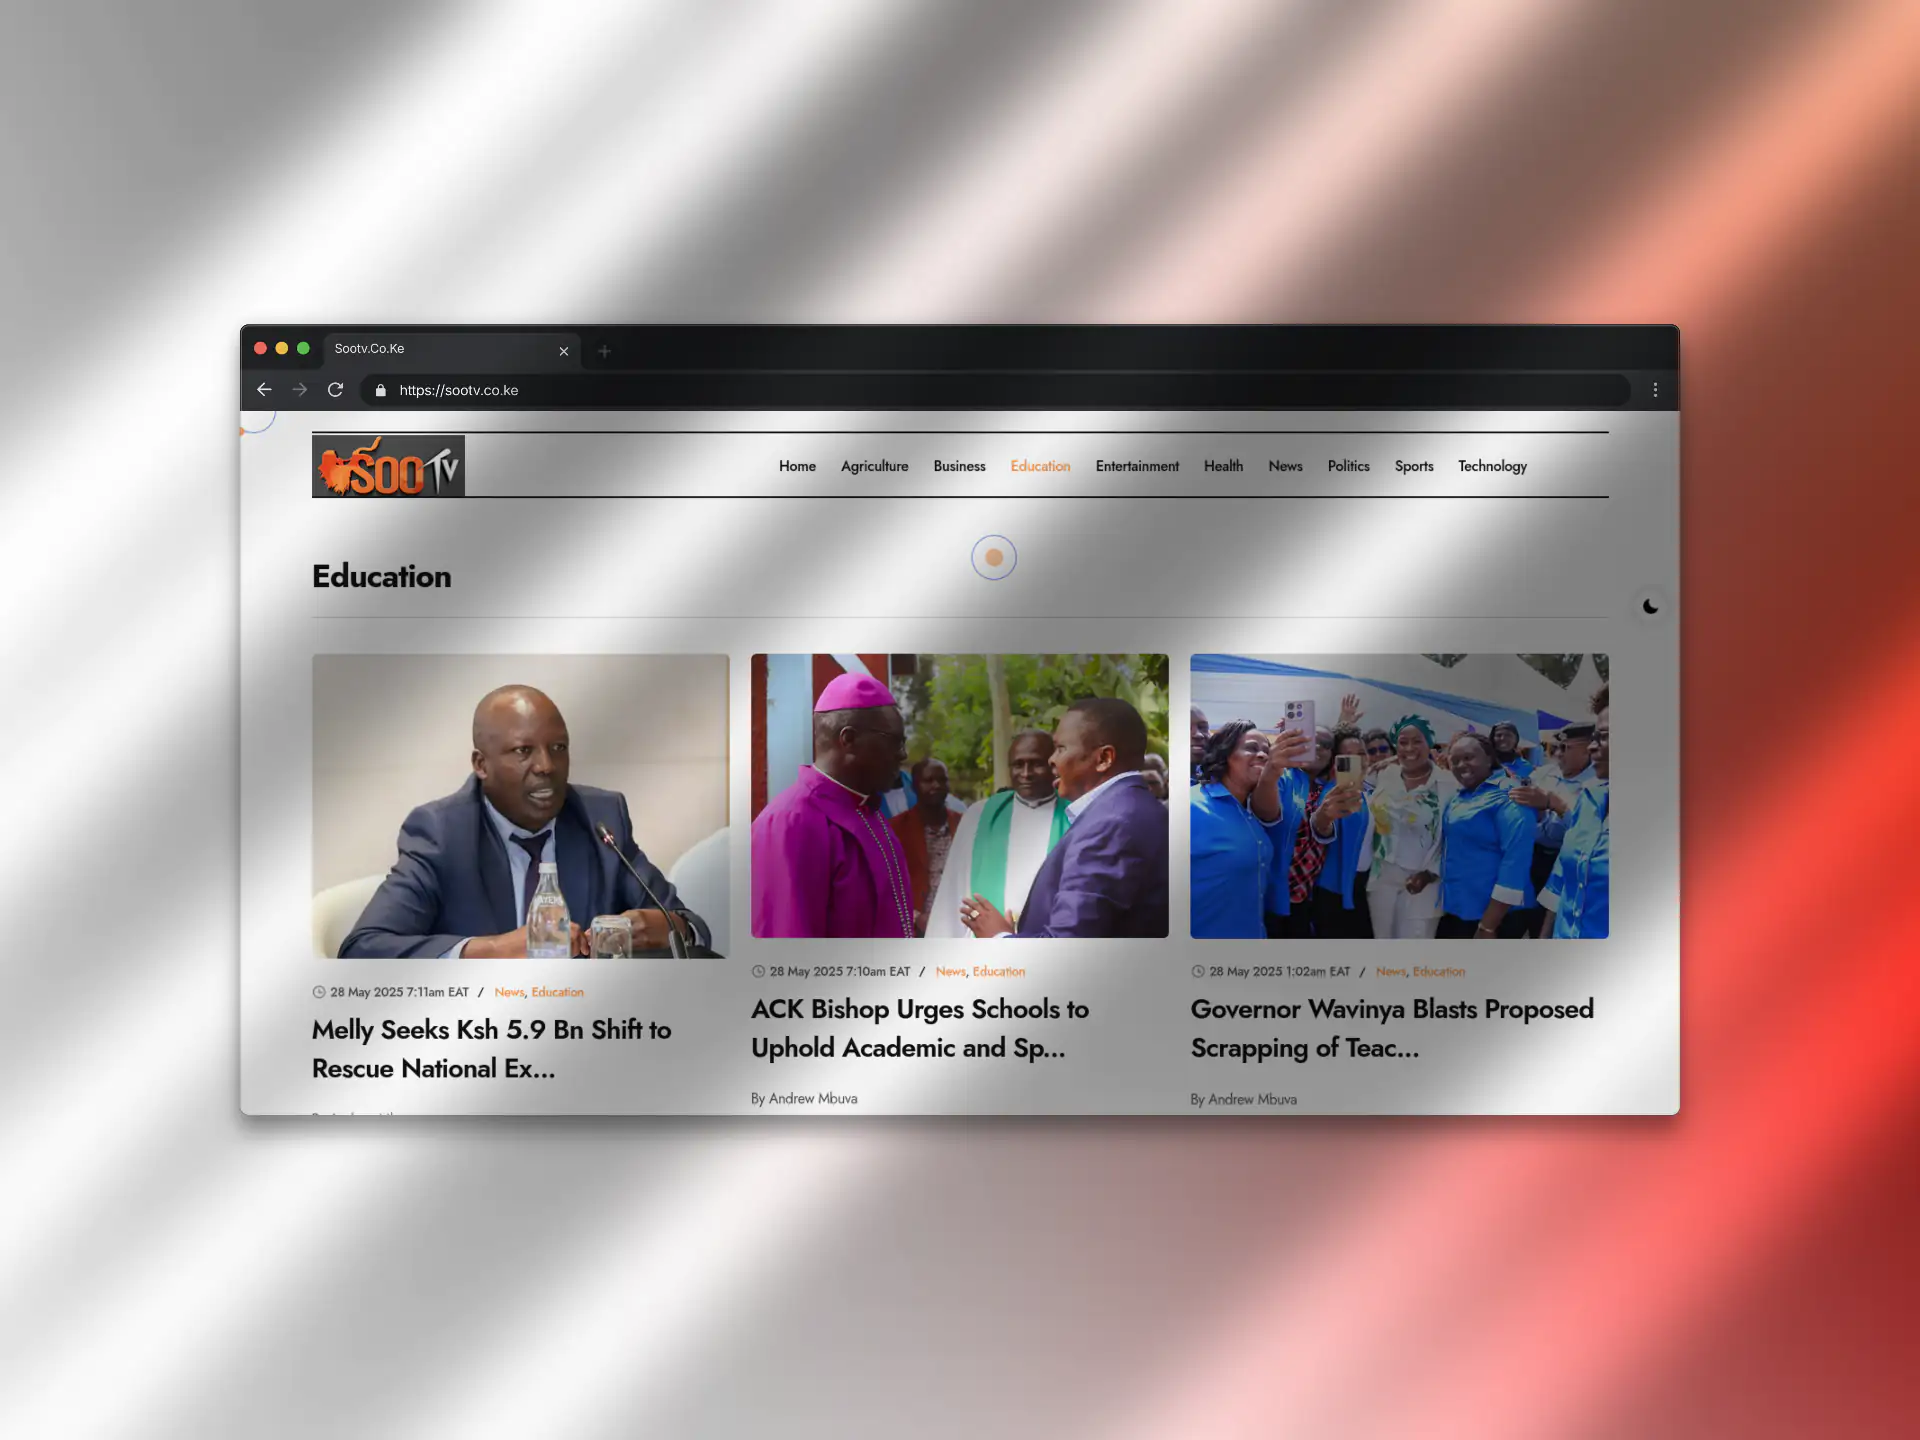 Sootv.Co.Ke
https://sootv.co.ke
SOO TV
Home Agriculture Business Education Entertainment Health News Politics Sports Technology
Education
28 May 2025 7:11am EAT / News, Education
Melly Seeks Ksh 5.9 Bn Shift to
Rescue National Ex...
28 May 2025 7:10am EAT / News, Education
ACK Bishop Urges Schools to
Uphold Academic and Sp...
By Andrew Mbuva
28 May 2025 1:02am EAT / News, Education
Governor Wavinya Blasts Proposed
Scrapping of Teac...
By Andrew Mbuva